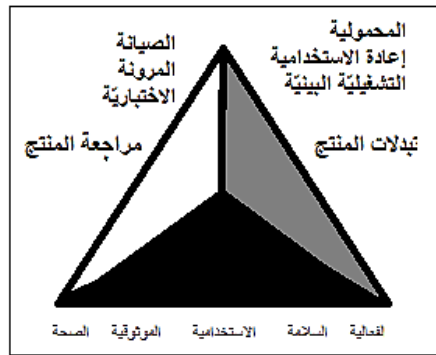 المحمولية
إعادة الاستخدامية
التشغيليّة البينيّة
تبدلات المنتج
الصيانة
المرونة
الاختباريّة
مراجعة المنتج
الصحة الموثوقية الاستخدامية السلامة الفعالية